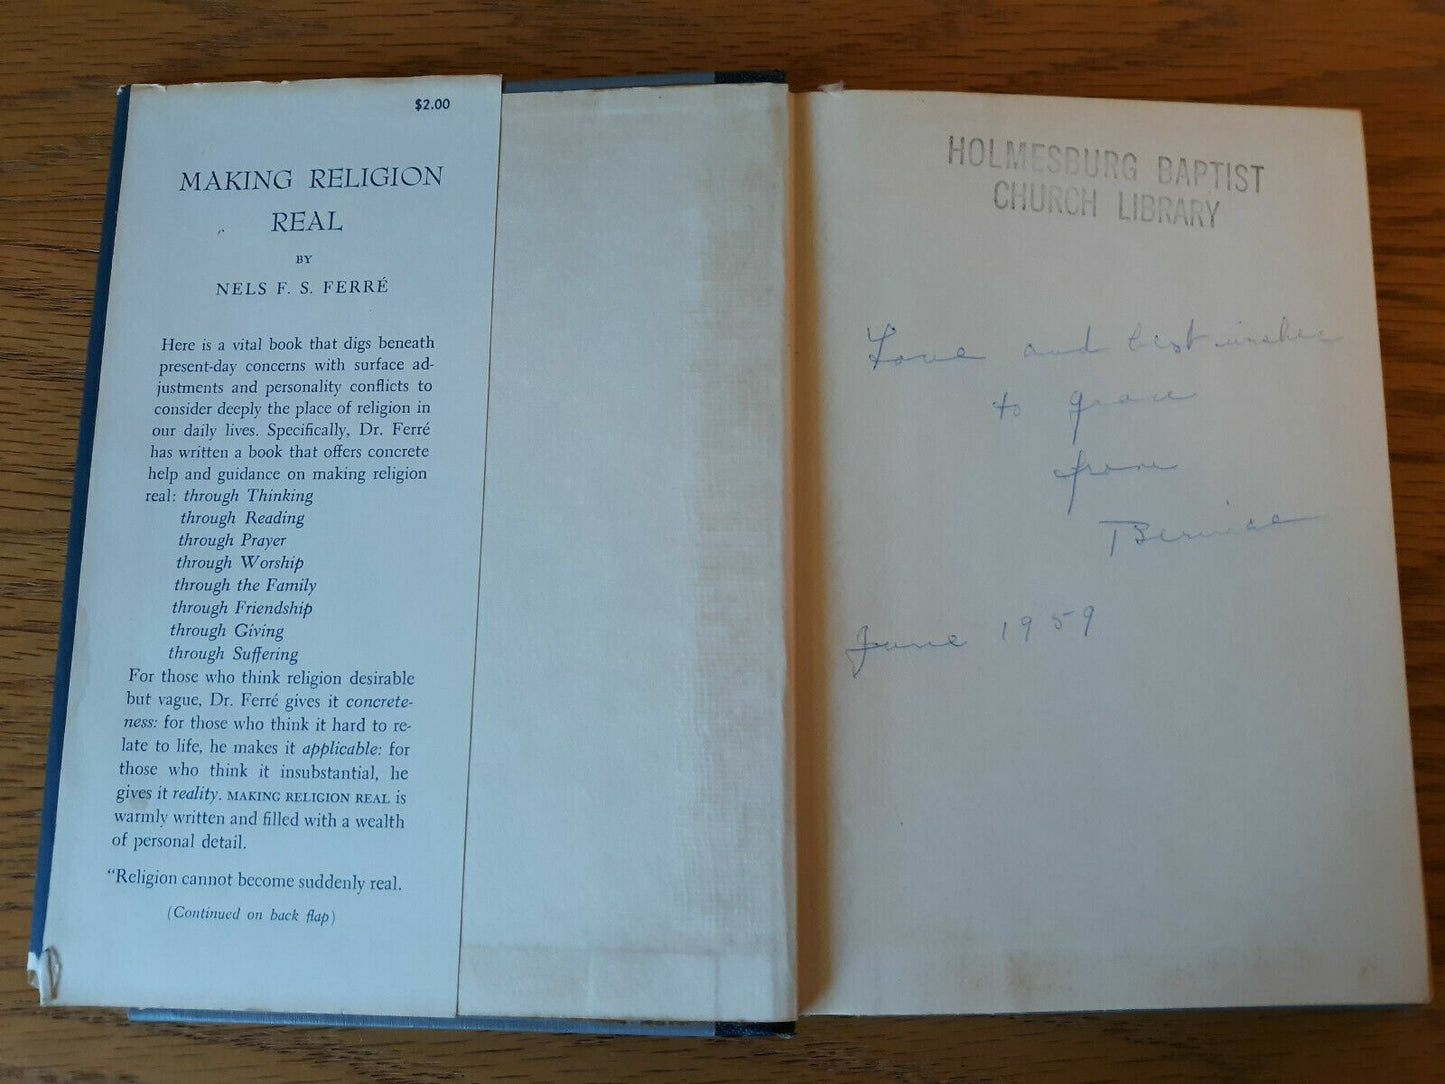 $2.00
MAKING RELIGION
REAL
BY
NELS F. S. FERRÉ
Here is a vital book that digs beneath
present-day concerns with surface ad-
justments and personality conflicts to
consider deeply the place of religion in
our daily lives. Specifically, Dr. Ferré
has written a book that offers concrete
help and guidance on making religion
real: through Thinking
through Reading
through Prayer
through Worship
through the Family
through Friendship
through Giving
through Suffering
For those who think religion desirable
but vague, Dr. Ferré gives it concrete-
ness: for those who think it hard to re-
late to life, he makes it applicable: for
those who think it insubstantial, he
gives it reality. MAKING RELIGION REAL is
warmly written and filled with a wealth
of personal detail.
"Religion cannot become suddenly real.
(Continued on back flap)
HOLMESBURG BAPTIST
CHURCH LIBRARY
Love and best wishes
to Grace
from
Bernice
June 1959